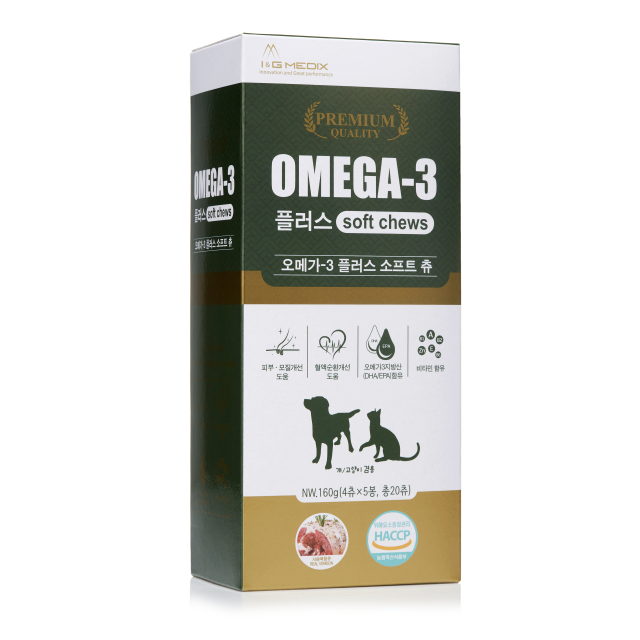 I&G MEDIX
Innovation and Great performance
PREMIUM
QUALITY
OMEGA-3
플러스 soft chews
오메가-3 플러스 소프트 츄
피부·모질개선
도움
혈액순환개선
도움
DHA
EPA
오메가3지방산
(DHA/EPA)함유
A
E
비타민 함유
개/고양이 겸용
NW.160g(4츄×5봉, 총20츄)
HACCP
OMEGA-3
플러스 soft chews
오메가-3 플러스 소프트 츄